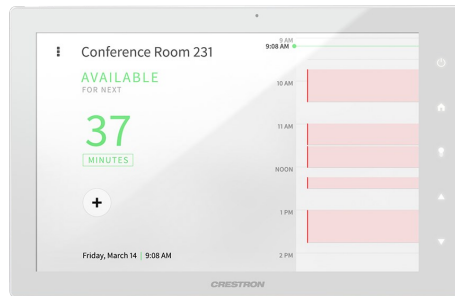 Conference Room 231
AVAILABLE
FOR NEXT
37
MINUTES
+
Friday, March 14 | 9:08 AM
9 AM
9:08 AM
10 AM
11 AM
NOON
1 PM
2 PM
CRESTRON